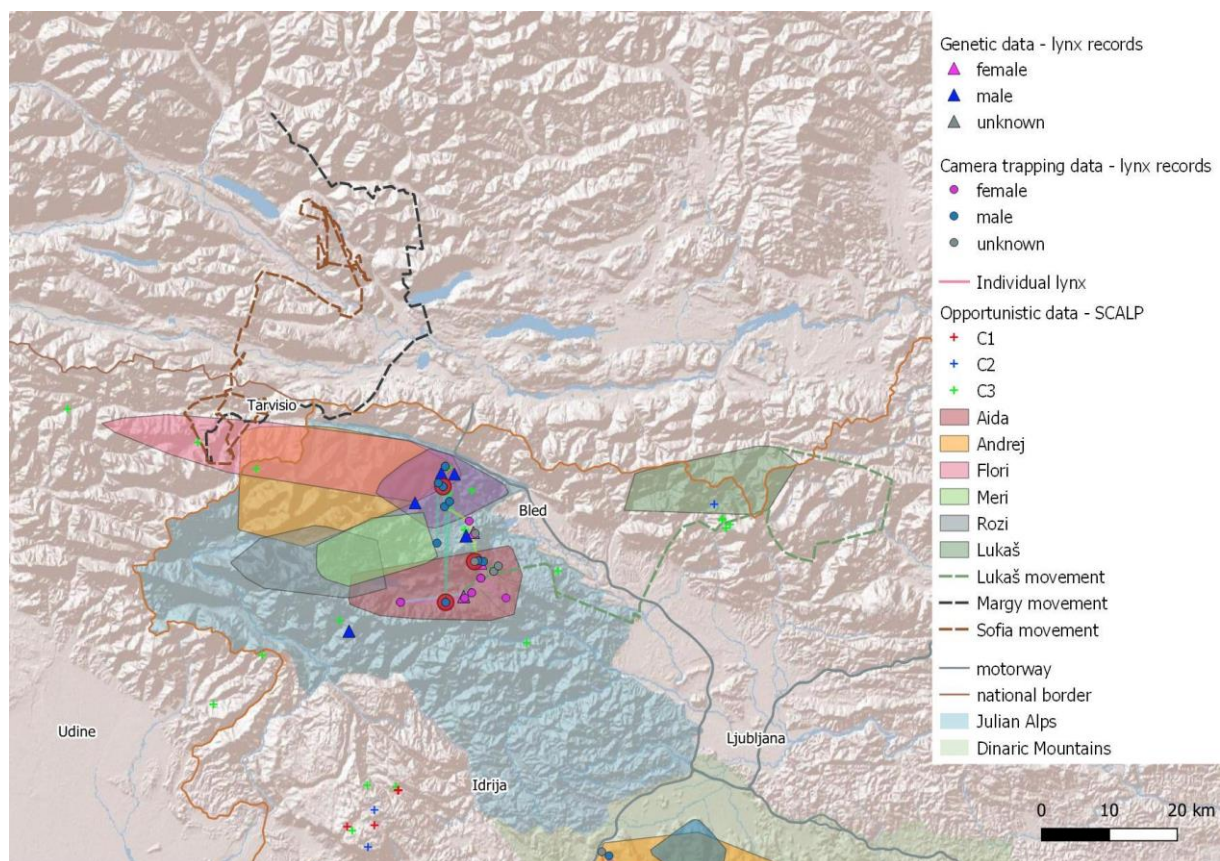 Tarvisio
Bled
Udine
Idrija
Ljubljana
Genetic data - lynx records
female
male
unknown
Camera trapping data - lynx records
female
male
unknown
Individual lynx
Opportunistic data - SCALP
C1
C2
C3
Aida
Andrej
Flori
Meri
Rozi
Lukaš
Lukaš movement
Margy movement
Sofia movement
motorway
national border
Julian Alps
Dinaric Mountains
0 10 20 km